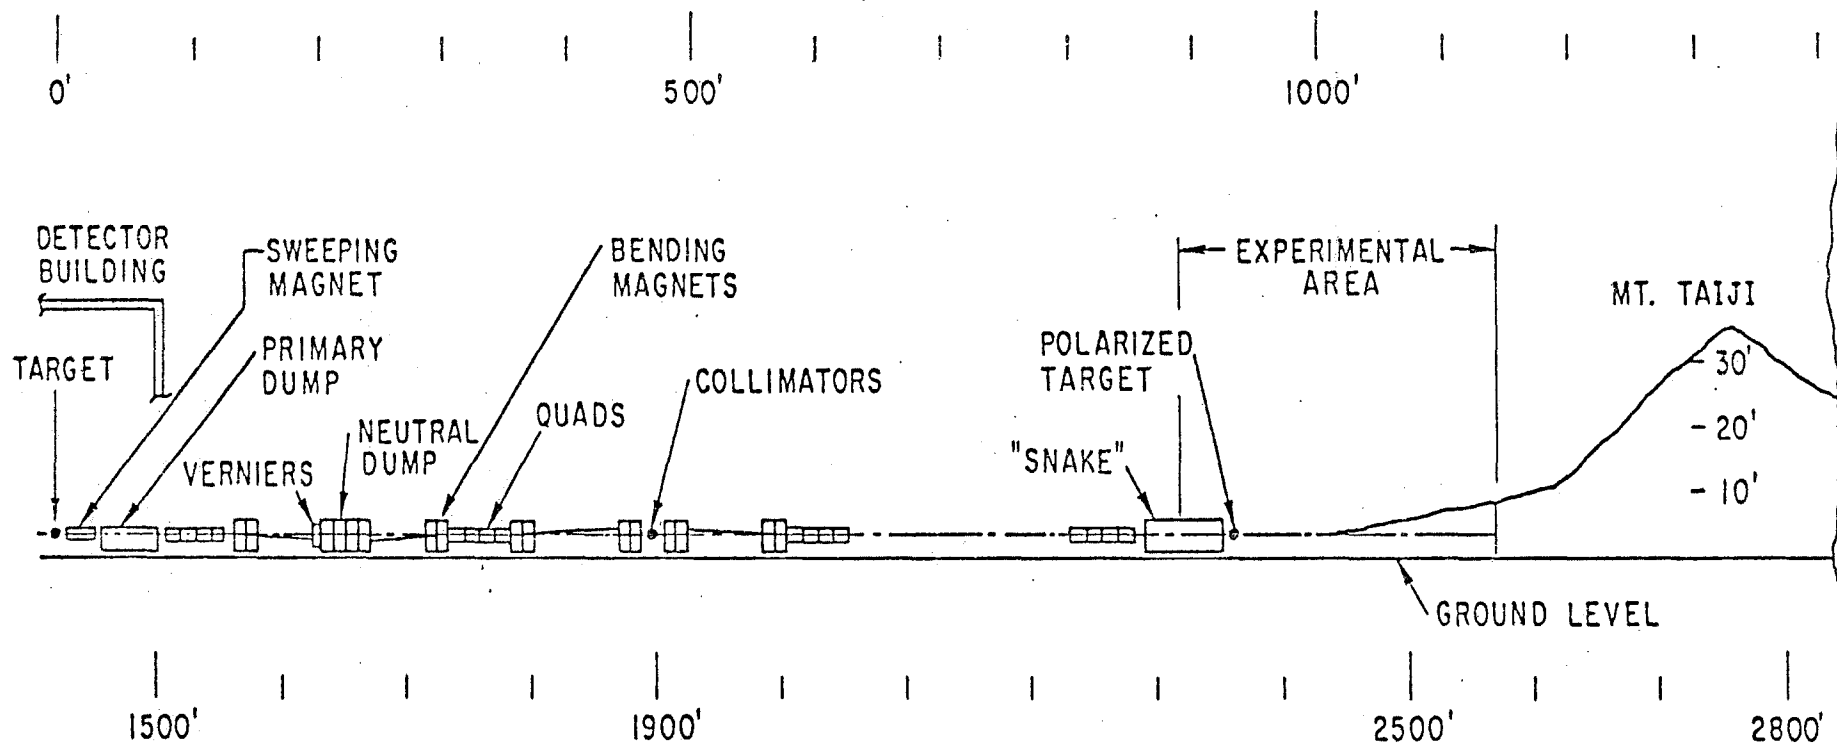 0'
500'
1000'
DETECTOR
BUILDING
SWEEPING
MAGNET
BENDING
MAGNETS
EXPERIMENTAL
AREA
MT. TAIJI
TARGET
PRIMARY
DUMP
POLARIZED
TARGET
- 30'
COLLIMATORS
QUADS
NEUTRAL
DUMP
- 20'
VERNIERS
"SNAKE"
- 10'
GROUND LEVEL
1500'
1900'
2500'
2800'